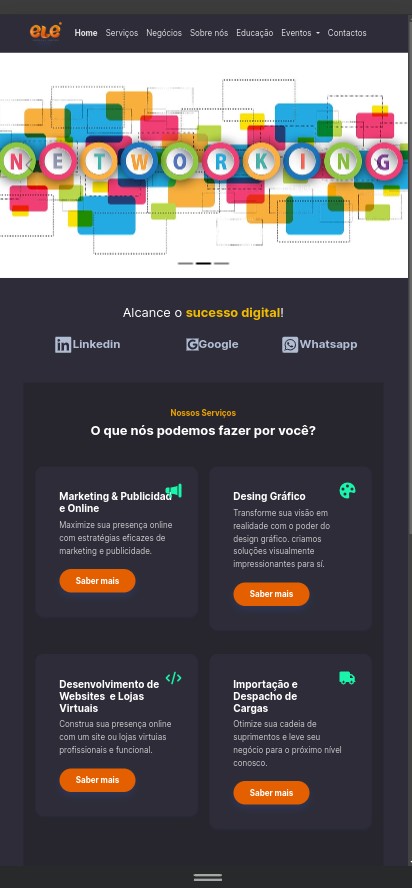 ele
Home Serviços Negócios Sobre nós Educação Eventos Contactos
NETWORKING
Alcance o sucesso digital!
Linkedin Google Whatsapp
Nossos Serviços
O que nós podemos fazer por você?
Marketing & Publicidad
e Online
Maximize sua presença online
com estratégias eficazes de
marketing e publicidade.
Saber mais
Desing Gráfico
Transforme sua visão em
realidade com o poder do
design gráfico. criamos
soluções visualmente
impressionantes para sí.
Saber mais
Desenvolvimento de
Websites e Lojas
Virtuais
Construa sua presença online
com um site ou lojas virtuais
profissionais e funcional.
Saber mais
Importação e
Despacho de
Cargas
Otimize sua cadeia de
suprimentos e leve seu
negócio para o próximo nível
conosco.
Saber mais